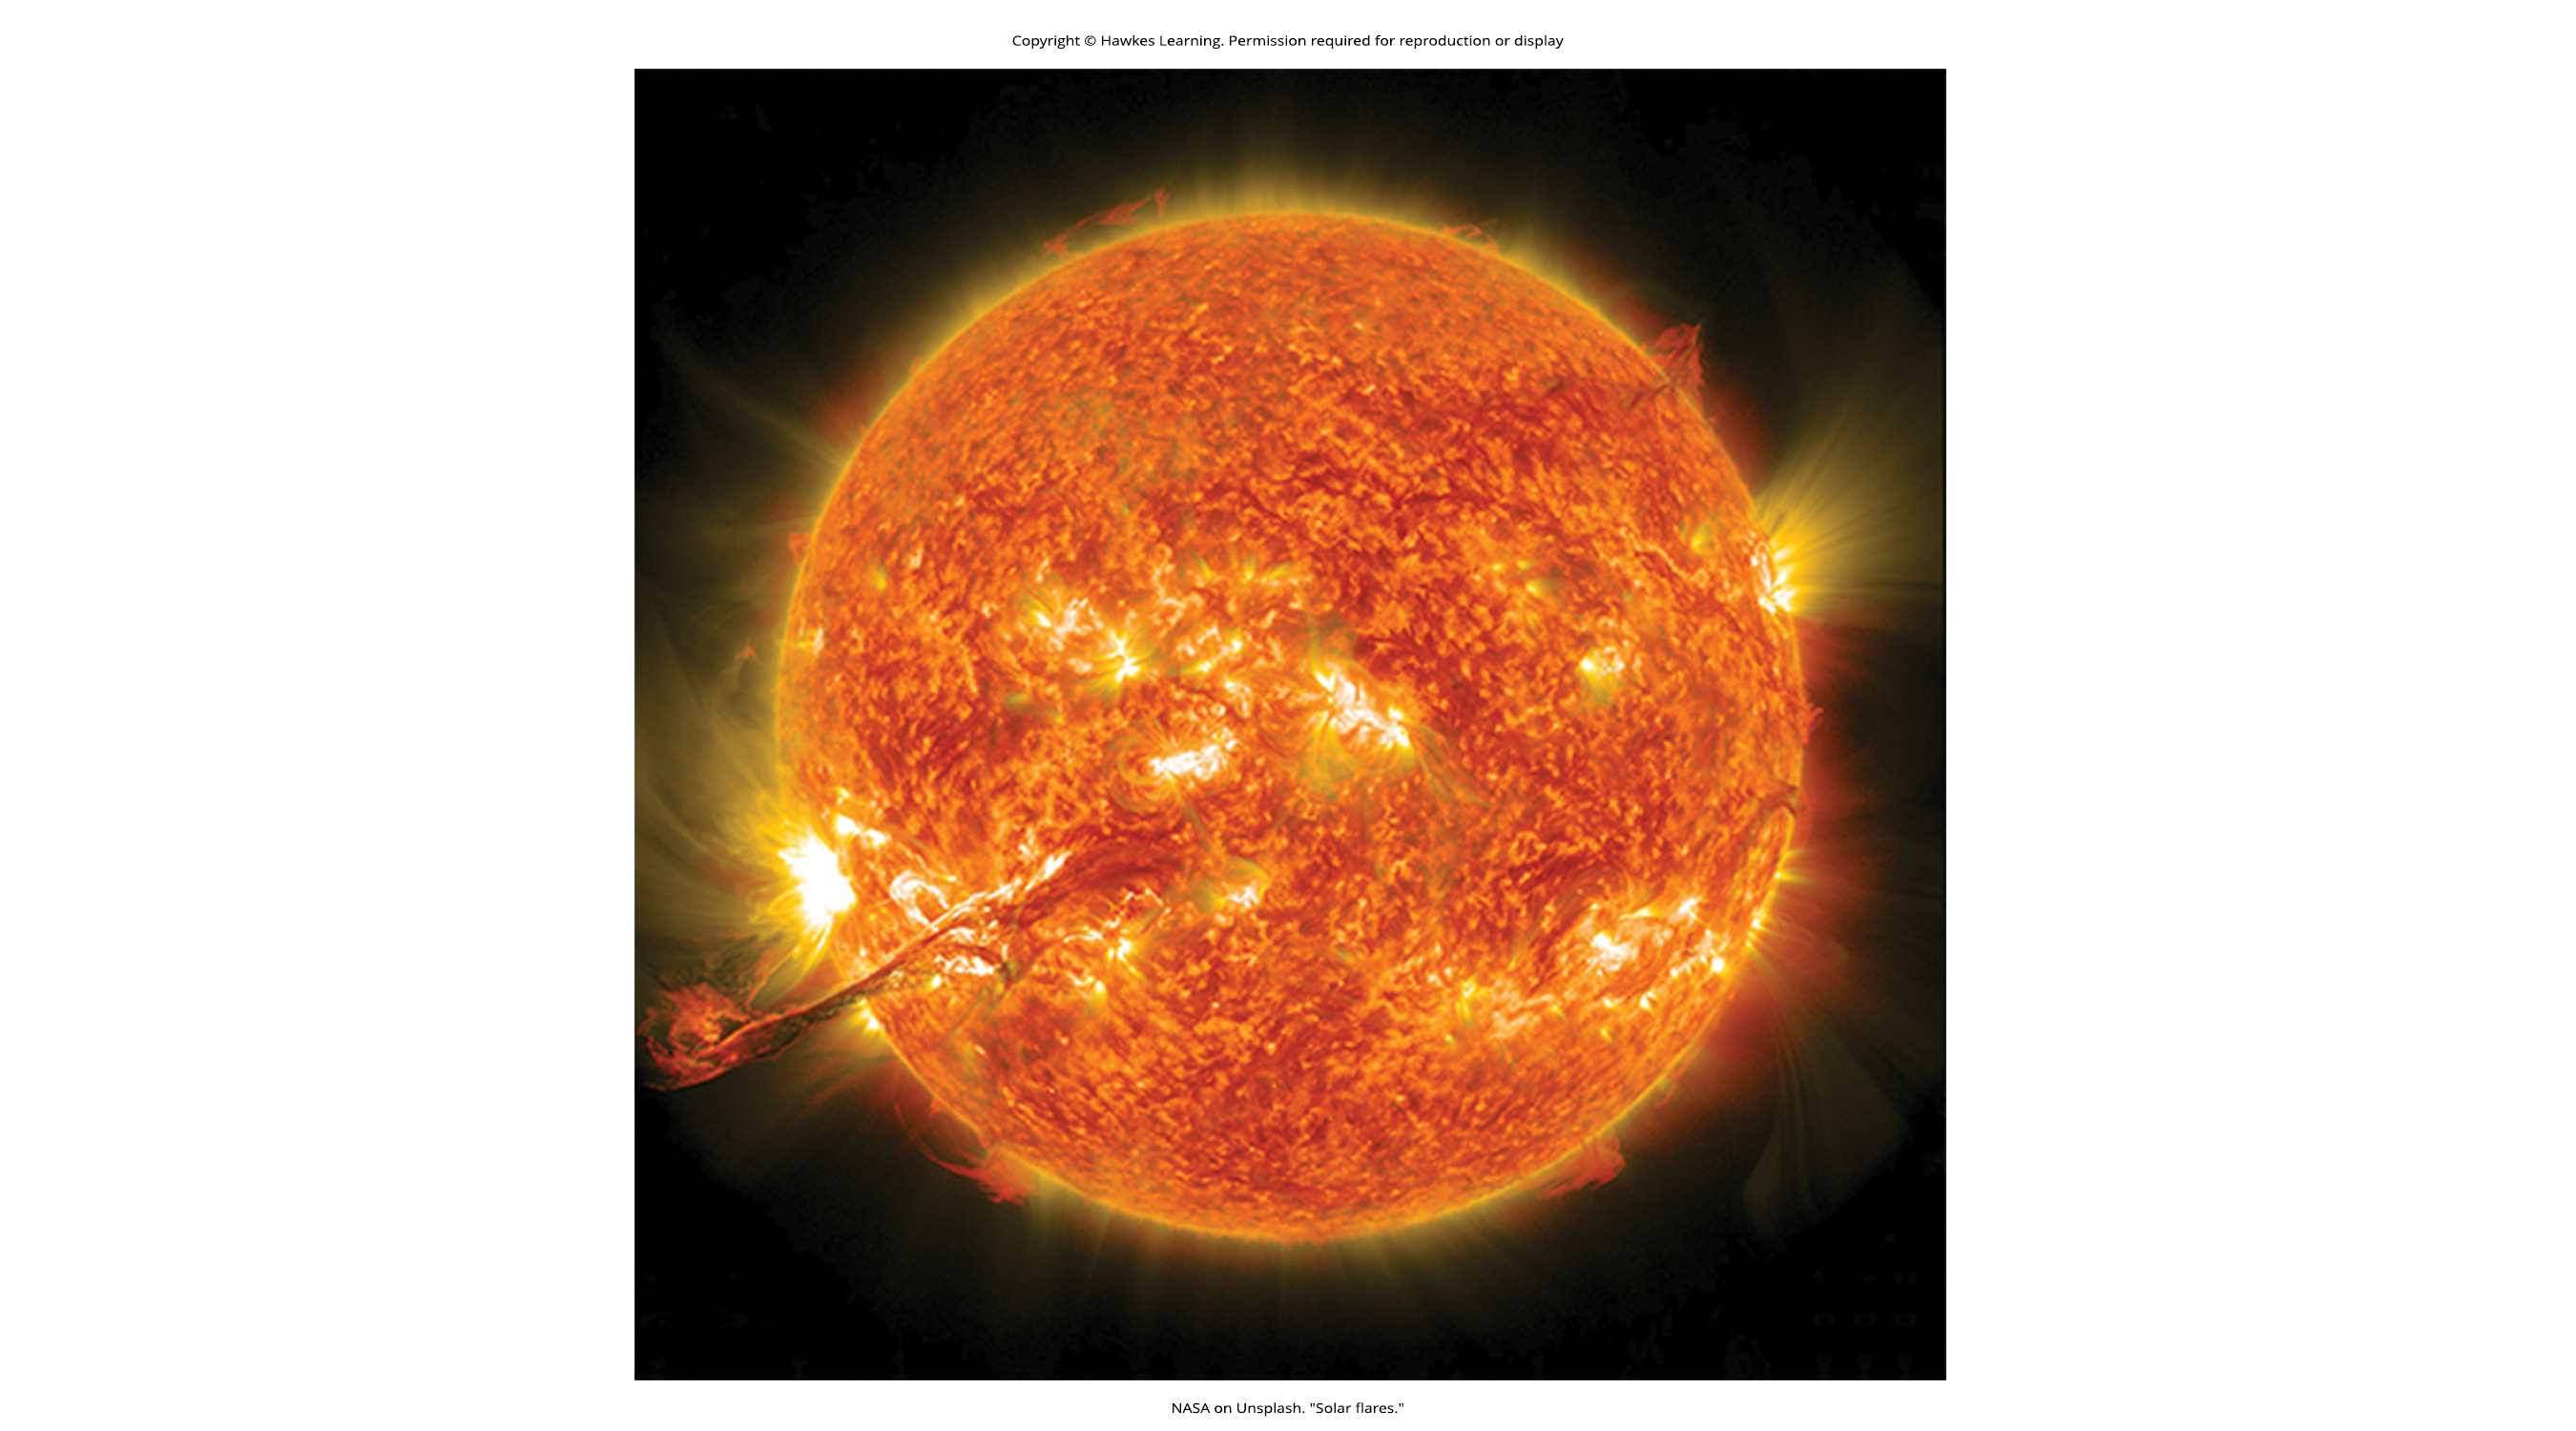 Copyright © Hawkes Learning. Permission required for reproduction or display
NASA on Unsplash. "Solar flares."